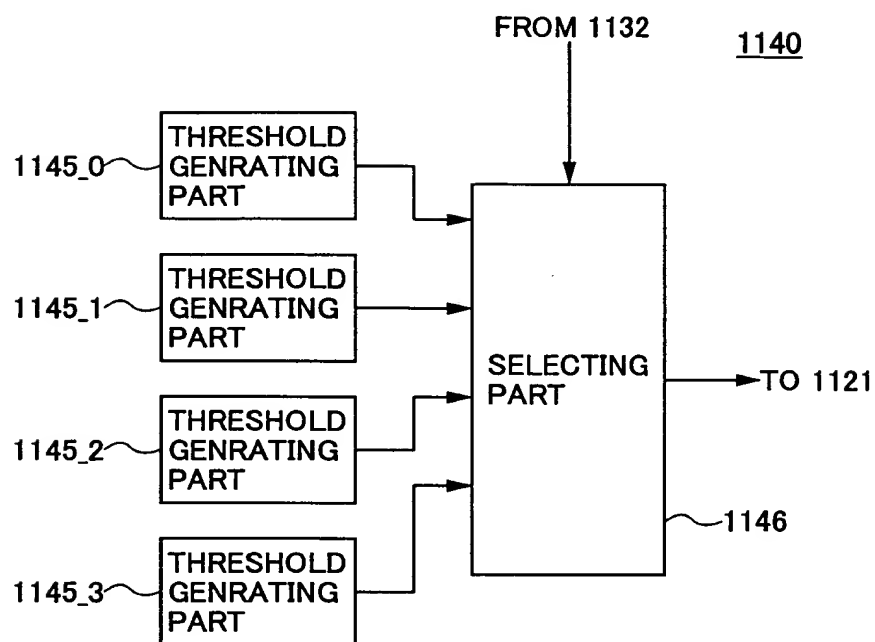 FROM 1132
1140
1145_0
THRESHOLD
GENRATING
PART
1145_1
THRESHOLD
GENRATING
PART
1145_2
THRESHOLD
GENRATING
PART
1145_3
THRESHOLD
GENRATING
PART
SELECTING
PART
TO 1121
1146